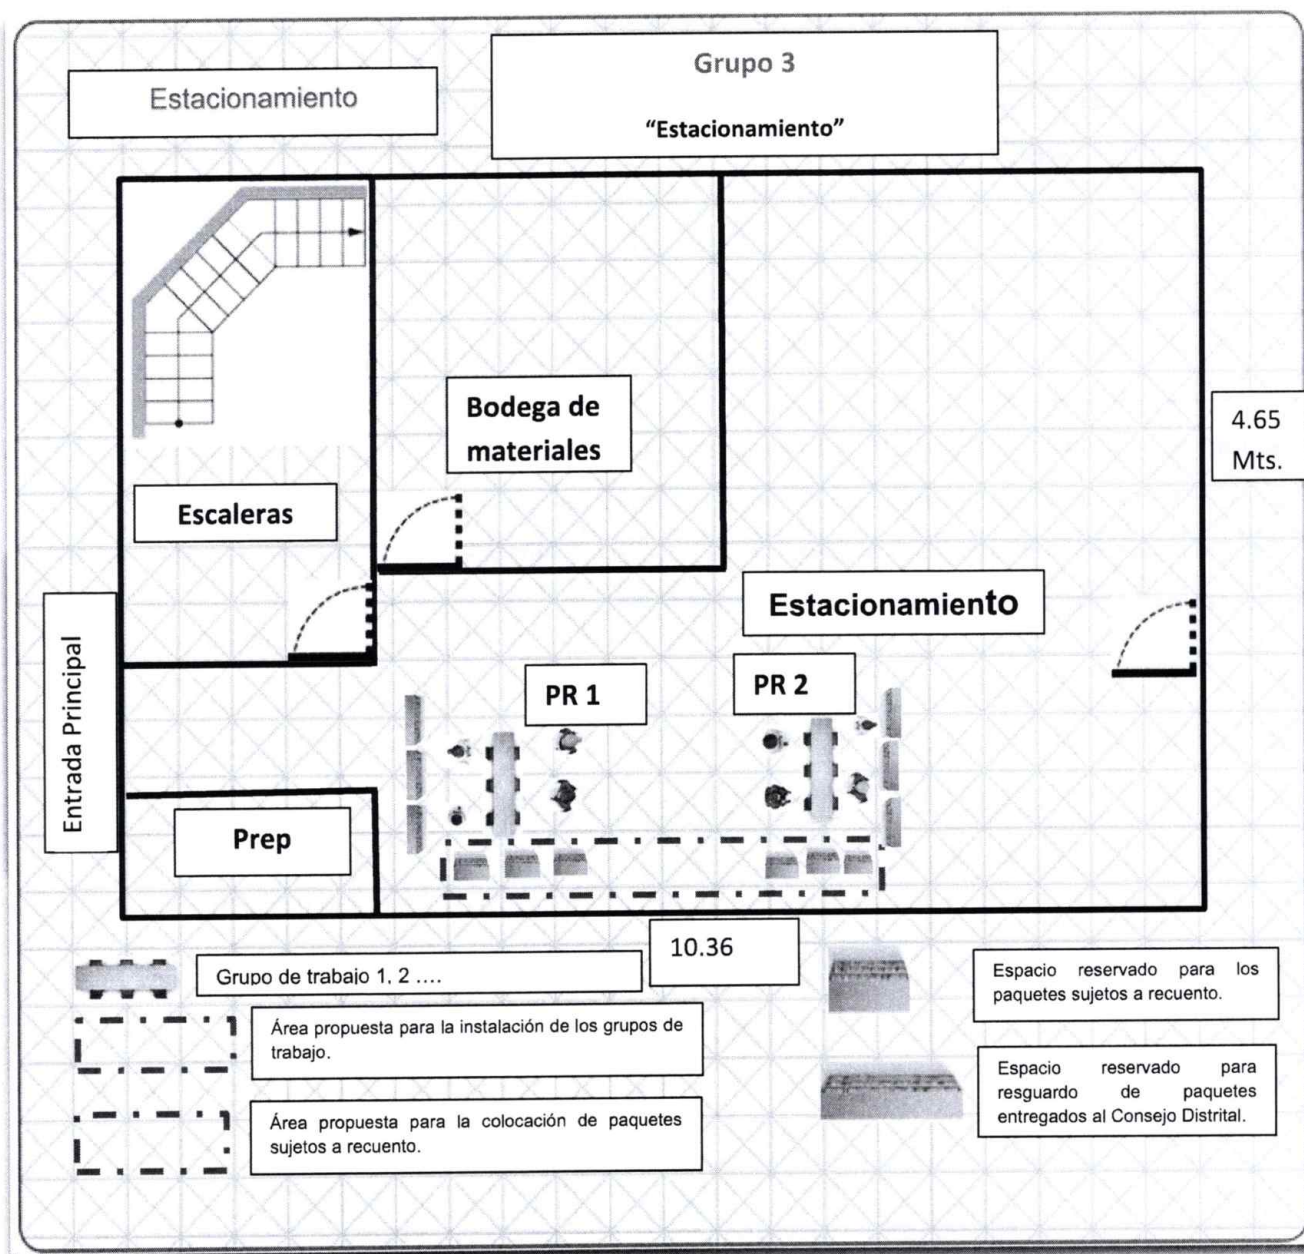 Estacionamiento
Grupo 3
“Estacionamiento”
Bodega de
materiales
4.65
Mts.
Escaleras
Estacionamiento
Entrada Principal
PR 1
PR 2
Prep
10.36
Grupo de trabajo 1, 2 ....
Espacio reservado para los
paquetes sujetos a recuento.
Área propuesta para la instalación de los grupos de
trabajo.
Espacio reservado para
resguardo de paquetes
entregados al Consejo Distrital.
Área propuesta para la colocación de paquetes
sujetos a recuento.